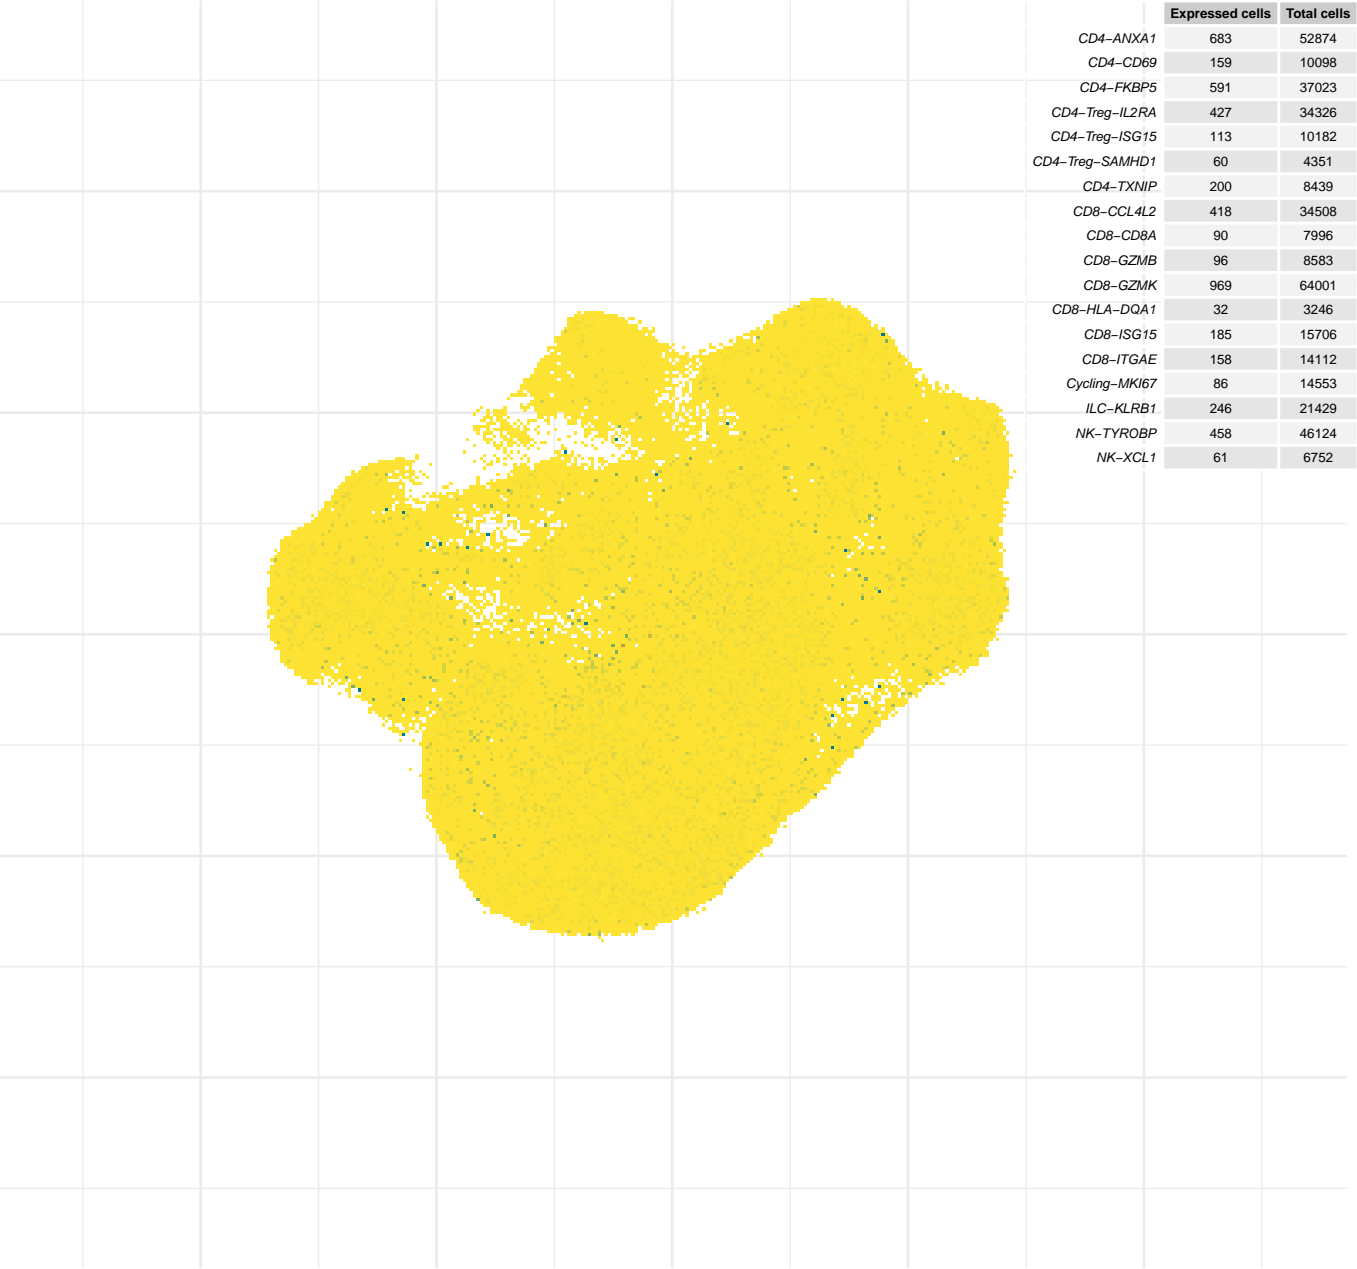 Expressed cells Total cells
CD4−ANXA1 683 52874
CD4−CD69 159 10098
CD4−FKBP5 591 37023
CD4−Treg−IL2RA 427 34326
CD4−Treg−ISG15 113 10182
CD4−Treg−SAMHD1 60 4351
CD4−TXNIP 200 8439
CD8−CCL4L2 418 34508
CD8−CD8A 90 7996
CD8−GZMB 96 8583
CD8−GZMK 969 64001
CD8−HLA−DQA1 32 3246
CD8−ISG15 185 15706
CD8−ITGAE 158 14112
Cycling−MKI67 86 14553
ILC−KLRB1 246 21429
NK−TYROBP 458 46124
NK−XCL1 61 6752